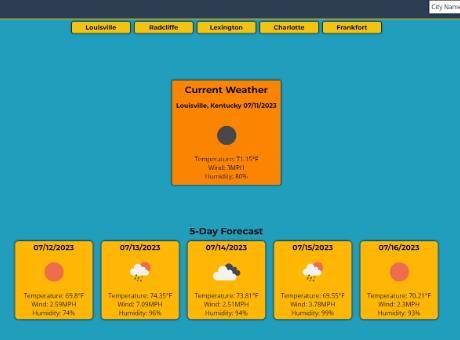 City Name
Louisville Radcliffe Lexington Charlotte Frankfort
Current Weather
Louisville, Kentucky 07/11/2023
Temperature: 71.15°F
Wind: 3MPH
Humidity: 80%
5-Day Forecast
07/12/2023 07/13/2023 07/14/2023 07/15/2023 07/16/2023
Temperature: 69.8°F Temperature: 74.35°F Temperature: 73.81°F Temperature: 69.55°F Temperature: 70.21°F
Wind: 2.59MPH Wind: 7.09MPH Wind: 2.51MPH Wind: 3.78MPH Wind: 2.3MPH
Humidity: 74% Humidity: 96% Humidity: 94% Humidity: 99% Humidity: 93%